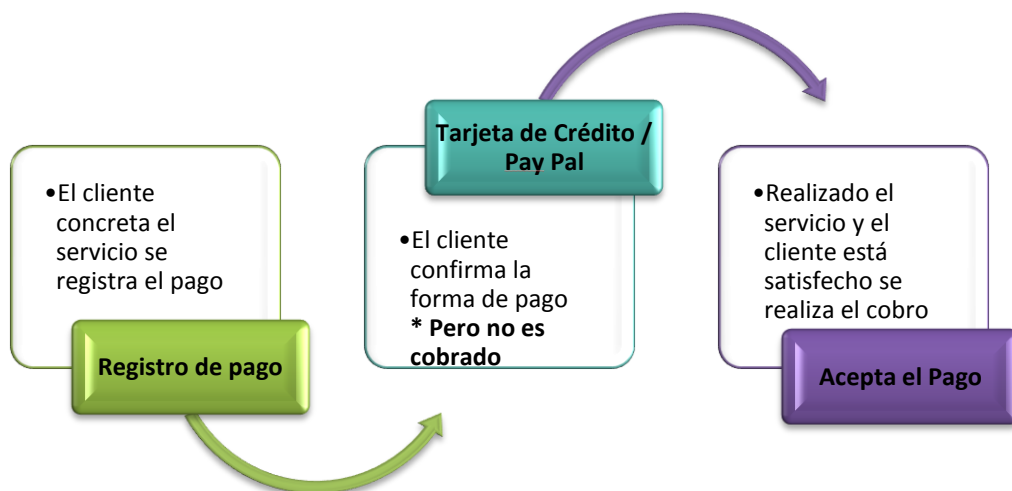 •El cliente
concreta el
servicio se
registra el pago
Registro de pago
Tarjeta de Crédito /
Pay Pal
•El cliente
confirma la
forma de pago
* Pero no es
cobrado
•Realizado el
servicio y el
cliente está
satisfecho se
realiza el cobro
Acepta el Pago